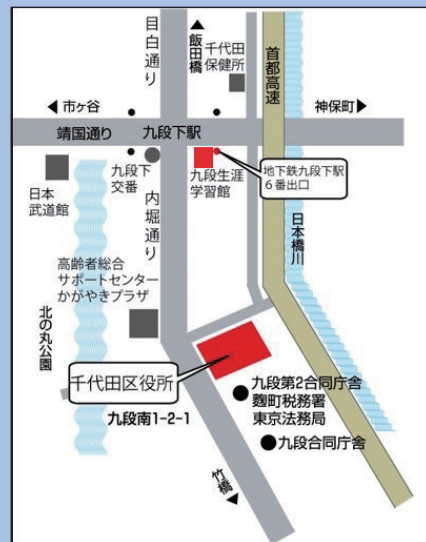 目白通り
▲
飯田橋
千代田
保健所
首都高速
◀ 市ヶ谷
神保町▶
靖国通り
九段下駅
日本
武道館
九段下
交番
内堀通り
九段生涯
学習館
地下鉄九段下駅
6番出口
日本橋川
高齢者総合
サポートセンター
かがやきプラザ
北の丸公園
千代田区役所
九段南1-2-1
九段第2合同庁舎
麴町税務署
東京法務局
九段合同庁舎
竹橋
▼